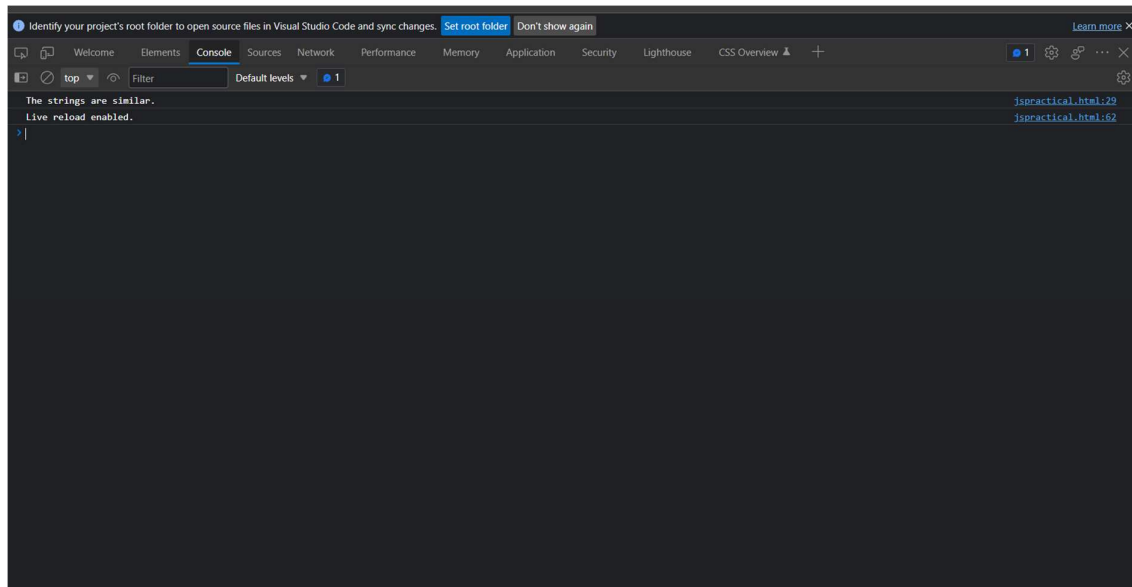 Identify your project's root folder to open source files in Visual Studio Code and sync changes. Set root folder Don't show again Learn more
Welcome Elements Console Sources Network Performance Memory Application Security Lighthouse CSS Overview 1
top Filter Default levels 1
The strings are similar. jspractical.html:29
Live reload enabled. jspractical.html:62